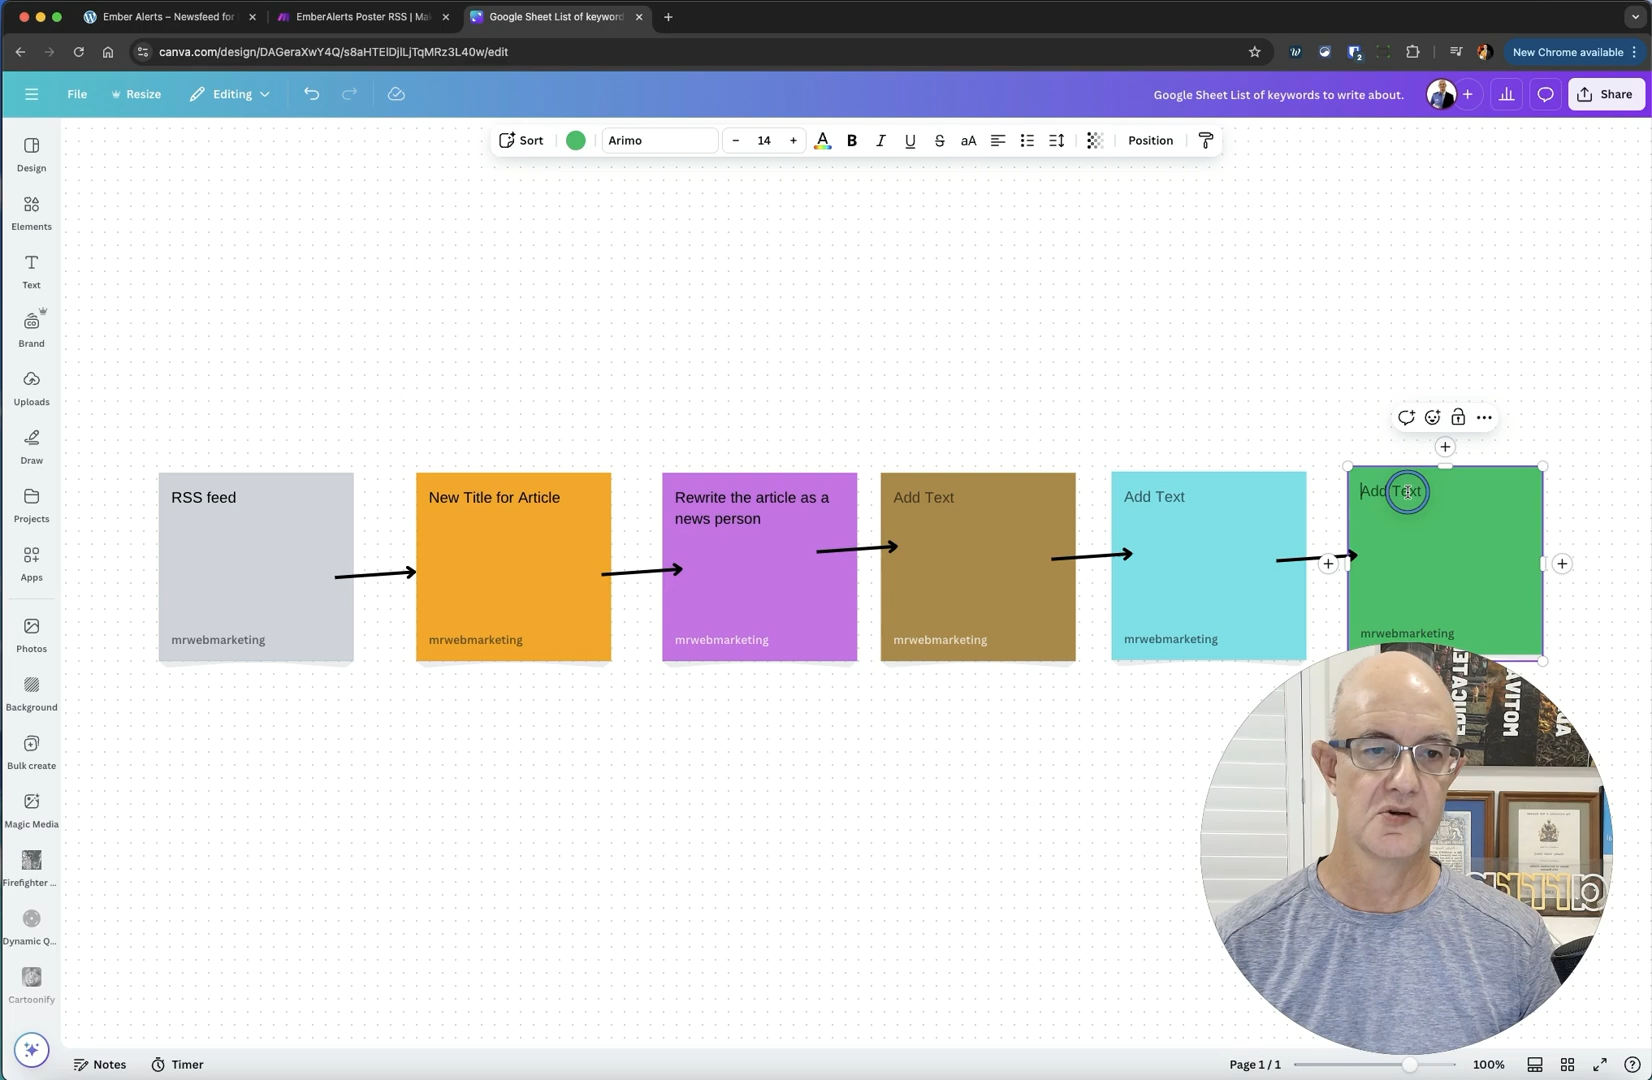 Ember Alerts – Newsfeed for
EmberAlerts Poster RSS | Ma
Google Sheet List of keyword
canva.com/design/DAGeraXwY4Q/s8aHTElDjlLjTqMRz3L40w/edit
2
New Chrome available
File
Resize
Editing
Google Sheet List of keywords to write about.
Share
Sort
Arimo
– 14 +
A
B
I
U
S
aA
Position
Design
Elements
Text
Brand
Uploads
Draw
Projects
Apps
Photos
Background
Bulk create
Magic Media
Firefighter ...
Dynamic Q...
Cartoonify
RSS feed
mrwebmarketing
New Title for Article
mrwebmarketing
Rewrite the article as a
news person
mrwebmarketing
Add Text
mrwebmarketing
Add Text
mrwebmarketing
Add Text
mrwebmarketing
EDUCATE
Notes
Timer
Page 1 / 1
100%